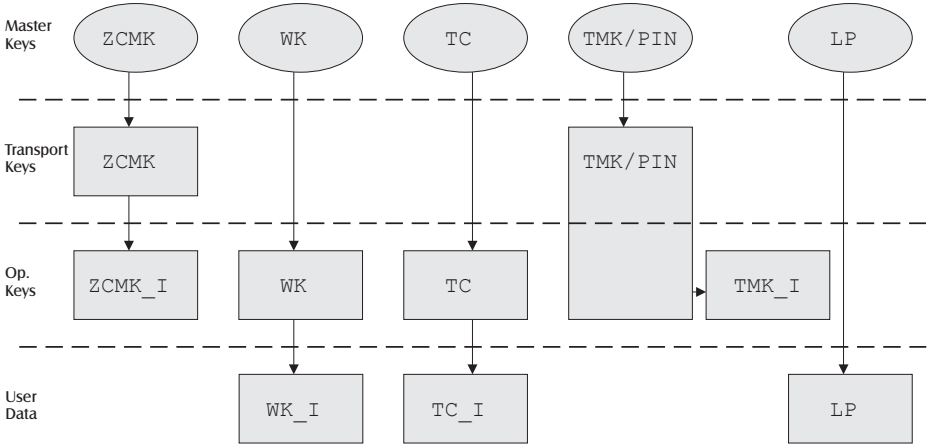 Master
Keys
ZCMK
WK
TC
TMK/PIN
LP
Transport
Keys
ZCMK
TMK/PIN
Op.
Keys
ZCMK_I
WK
TC
TMK_I
User
Data
WK_I
TC_I
LP